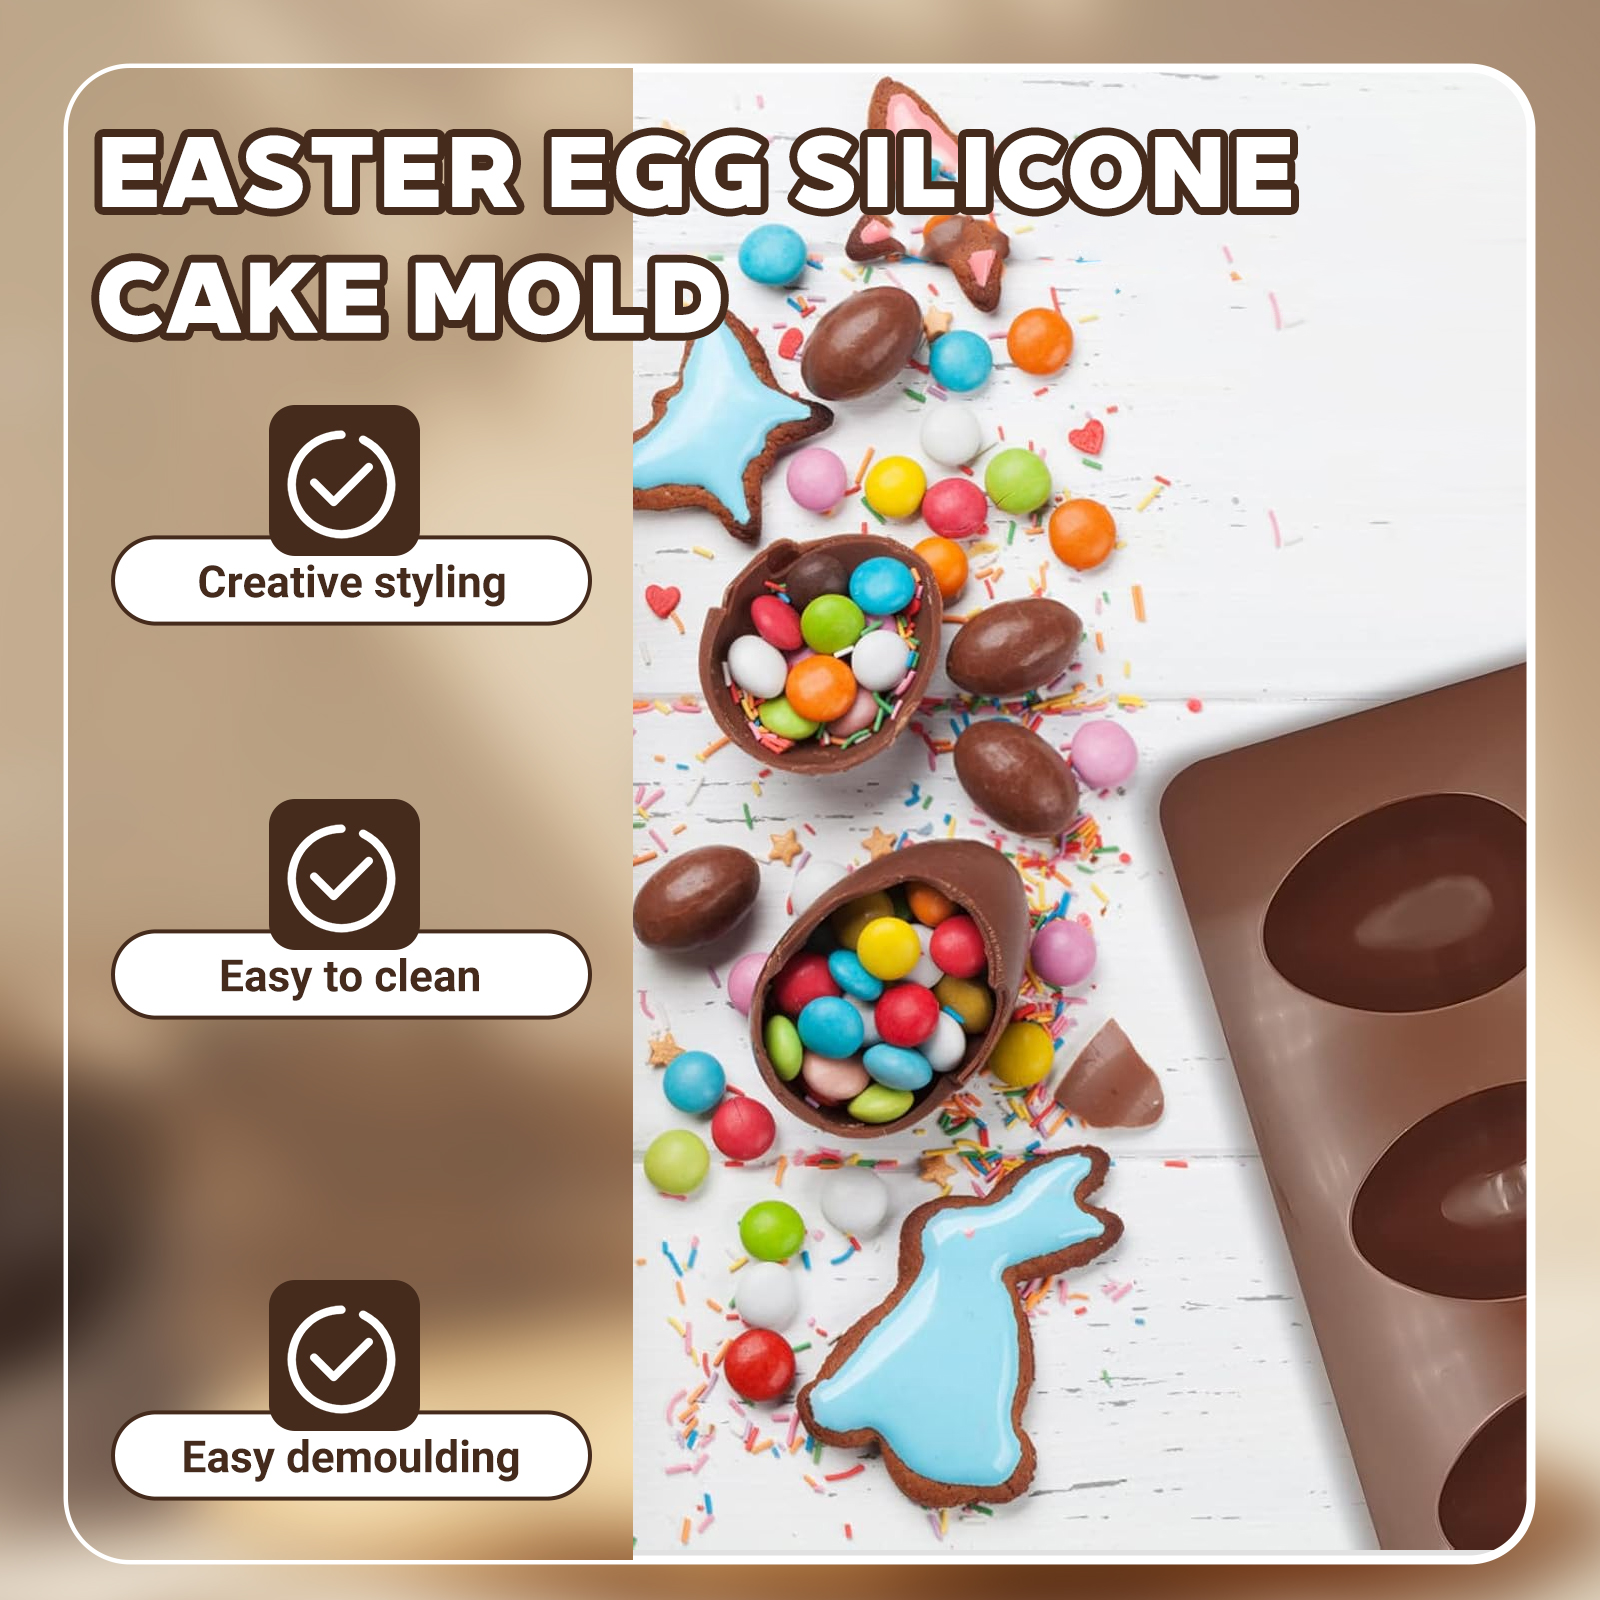 EASTER EGG SILICONE
CAKE MOLD
Creative styling
Easy to clean
Easy demoulding